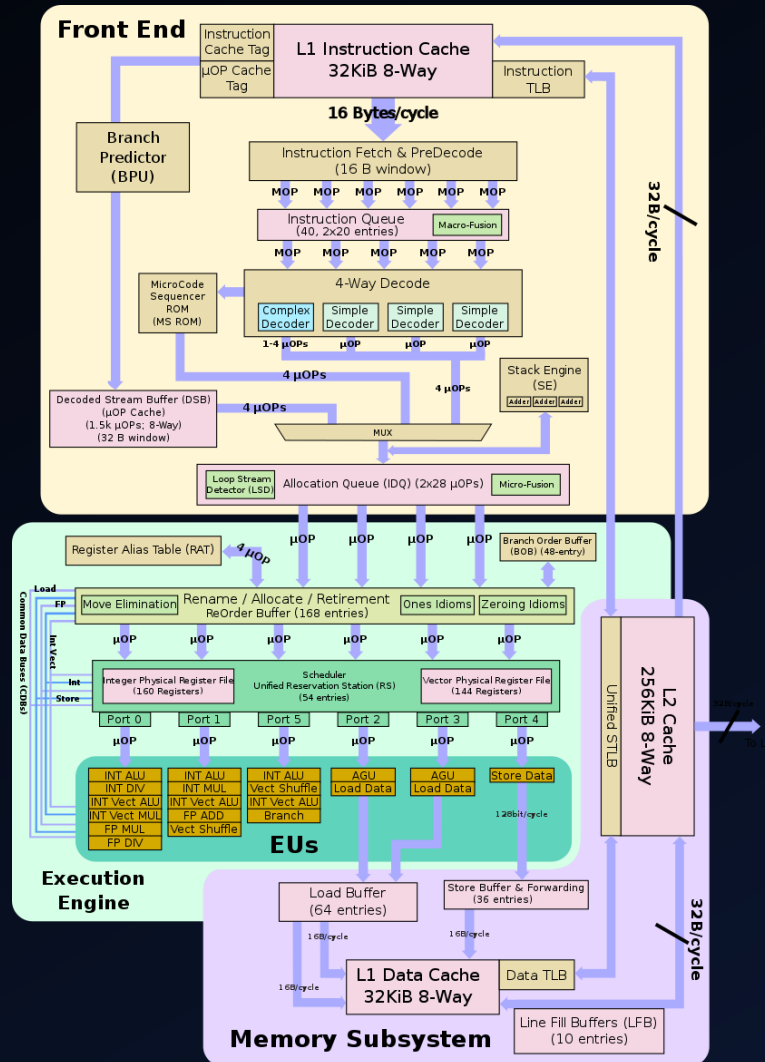 Front End
Instruction
Cache Tag
L1 Instruction Cache
32KiB 8-Way
µOP Cache
Tag
Instruction
TLB
16 Bytes/cycle
Branch
Predictor
(BPU)
Instruction Fetch & PreDecode
(16 B window)
MOP MOP MOP MOP MOP MOP
32B/cycle
Instruction Queue
(40, 2x20 entries)
Macro-Fusion
MOP MOP MOP MOP MOP
4-Way Decode
MicroCode
Sequencer
ROM
(MS ROM)
Complex
Decoder
Simple
Decoder
Simple
Decoder
Simple
Decoder
1-4 µOPs µOP µOP µOP
4 µOPs
4 µOPs
Stack Engine
(SE)
Adder Adder Adder
Decoded Stream Buffer (DSB)
(µOP Cache)
(1.5k µOPs; 8-Way)
(32 B window)
4 µOPs
MUX
Loop Stream
Detector (LSD)
Allocation Queue (IDQ) (2x28 µOPs)
Micro-Fusion
µOP µOP µOP µOP
Register Alias Table (RAT)
4 µOP
Branch Order Buffer
(BOB) (48-entry)
Load
FP
Common Data Buses (CDBs)
Int Vect
Int
Store
Move Elimination
Rename / Allocate / Retirement
ReOrder Buffer (168 entries)
Ones Idioms
Zeroing Idioms
µOP µOP µOP µOP µOP µOP
Integer Physical Register File
(160 Registers)
Scheduler
Unified Reservation Station (RS)
(54 entries)
Vector Physical Register File
(144 Registers)
Port 0 Port 1 Port 5 Port 2 Port 3 Port 4
µOP µOP µOP µOP µOP µOP
INT ALU
INT DIV
INT Vect ALU
INT Vect MUL
FP MUL
FP DIV
INT ALU
INT MUL
INT Vect ALU
FP ADD
Vect Shuffle
INT ALU
Vect Shuffle
INT Vect ALU
Branch
AGU
Load Data
AGU
Load Data
Store Data
128bit/cycle
EUs
Execution
Engine
Unified STLB
L2 Cache
256KiB 8-Way
32B/cycle
To
Load Buffer
(64 entries)
Store Buffer & Forwarding
(36 entries)
16B/cycle
16B/cycle
16B/cycle
32B/cycle
L1 Data Cache
32KiB 8-Way
Data TLB
Line Fill Buffers (LFB)
(10 entries)
Memory Subsystem